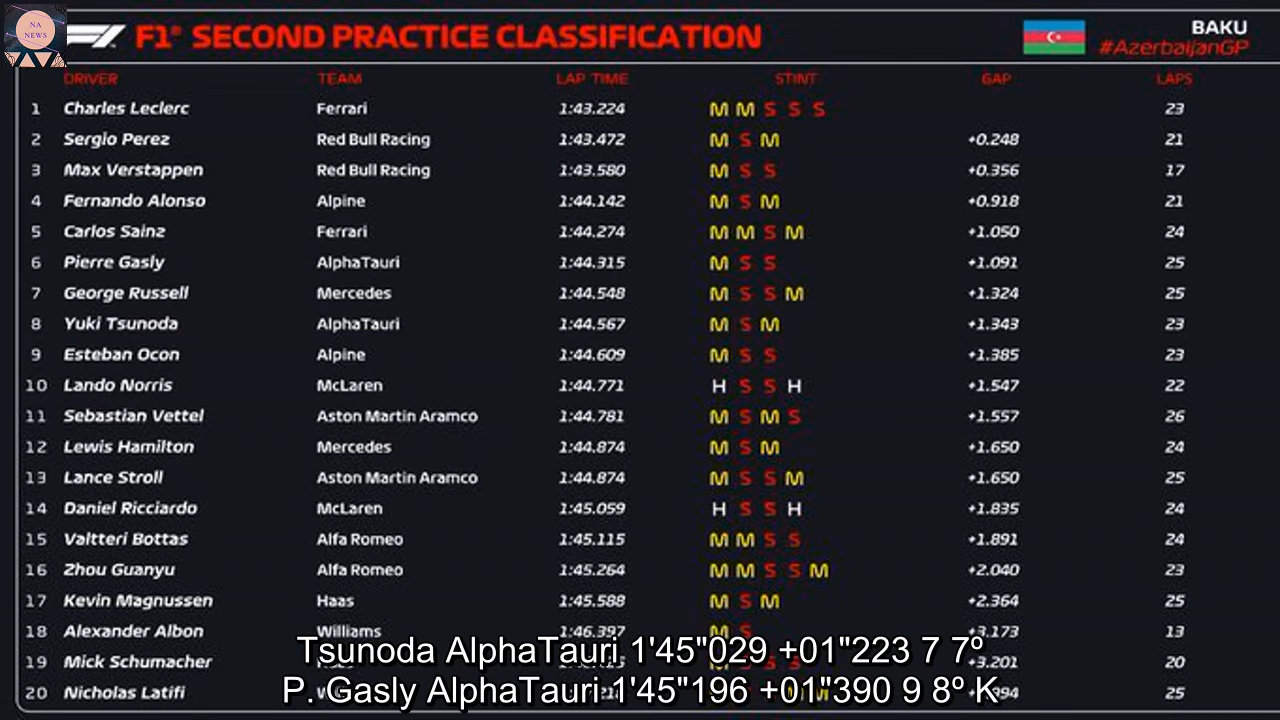 NA
NEWS
F1® SECOND PRACTICE CLASSIFICATION
BAKU
#AzerbaijanGP
DRIVER TEAM LAP TIME STINT GAP LAPS
1 Charles Leclerc Ferrari 1:43.224 M M S S S 23
2 Sergio Perez Red Bull Racing 1:43.472 M S M +0.248 21
3 Max Verstappen Red Bull Racing 1:43.580 M S S +0.356 17
4 Fernando Alonso Alpine 1:44.142 M S M +0.918 21
5 Carlos Sainz Ferrari 1:44.274 M M S M +1.050 24
6 Pierre Gasly AlphaTauri 1:44.315 M S S +1.091 25
7 George Russell Mercedes 1:44.548 M S S M +1.324 25
8 Yuki Tsunoda AlphaTauri 1:44.567 M S M +1.343 23
9 Esteban Ocon Alpine 1:44.609 M S S +1.385 23
10 Lando Norris McLaren 1:44.771 H S S H +1.547 22
11 Sebastian Vettel Aston Martin Aramco 1:44.781 M S M S +1.557 26
12 Lewis Hamilton Mercedes 1:44.874 M S M +1.650 24
13 Lance Stroll Aston Martin Aramco 1:44.874 M S S M +1.650 25
14 Daniel Ricciardo McLaren 1:45.059 H S S H +1.835 24
15 Valtteri Bottas Alfa Romeo 1:45.115 M M S S +1.891 24
16 Zhou Guanyu Alfa Romeo 1:45.264 M M S S M +2.040 23
17 Kevin Magnussen Haas 1:45.588 M S M +2.364 25
18 Alexander Albon Williams 1:46.397 M S +3.173 13
19 Mick Schumacher +3.201 20
20 Nicholas Latifi 25
Tsunoda AlphaTauri 1'45"029 +01"223 7 7º
P. Gasly AlphaTauri 1'45"196 +01"390 9 8º K